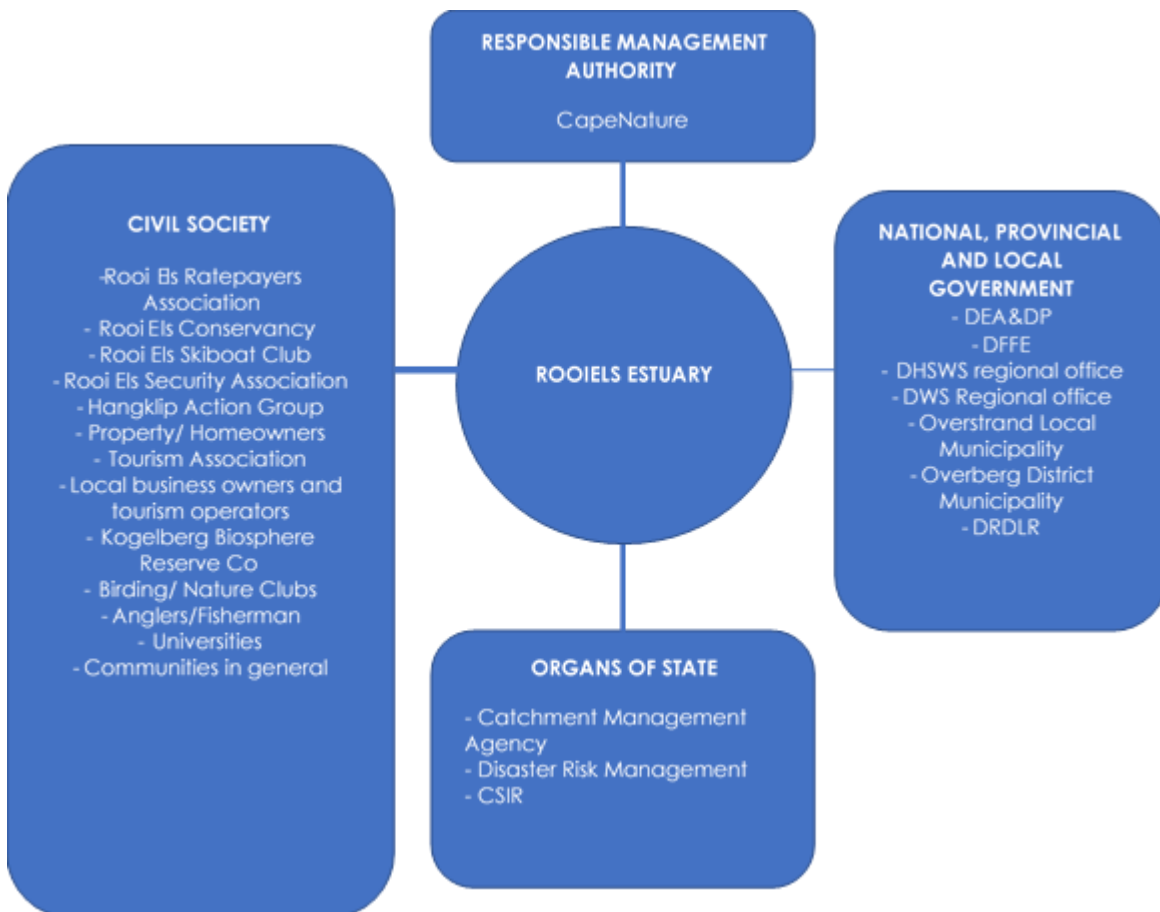 RESPONSIBLE MANAGEMENT
AUTHORITY
CapeNature
CIVIL SOCIETY
-Rooi Els Ratepayers
Association
- Rooi Els Conservancy
- Rooi Els Skiboat Club
- Rooi Els Security Association
- Hangklip Action Group
- Property/ Homeowners
- Tourism Association
- Local business owners and
tourism operators
- Kogelberg Biosphere
Reserve Co
- Birding/ Nature Clubs
- Anglers/Fisherman
- Universities
- Communities in general
ROOIELS ESTUARY
NATIONAL, PROVINCIAL
AND LOCAL
GOVERNMENT
- DEA&DP
- DFFE
- DHSWS regional office
- DWS Regional office
- Overstrand Local
Municipality
- Overberg District
Municipality
- DRDLR
ORGANS OF STATE
- Catchment Management
Agency
- Disaster Risk Management
- CSIR